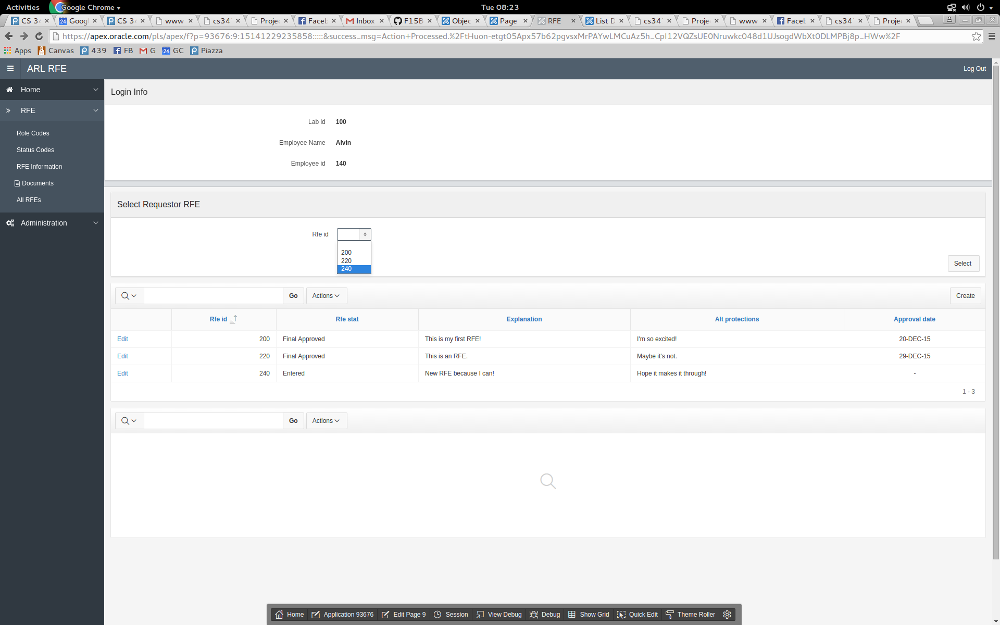 Activities Google Chrome Tue 08:23
CS 34 Googl CS 34 www cs34 Proje Faceb Inbox F15B Objec Page RFE List D cs34 Proje www Faceb cs34 Proje
https://apex.oracle.com/pls/apex/f?p=93676:9:15141229235858:::::&success_msg=Action+Processed.%2FtHuon-etgt05Apx57b62pgvsxMrPAYwLMCuAz5h_CpI12VQZsUE0Nruwkc048d1UJsogdWbXt0DLMPBj8p_HWw%2F
Apps Canvas 439 FB G 24 GC Piazza
ARL RFE Log Out
Home
RFE
Role Codes
Status Codes
RFE Information
Documents
All RFEs
Administration
Login Info
Lab id 100
Employee Name Alvin
Employee id 140
Select Requestor RFE
Rfe id
200
220
240
Select
Go Actions Create
Rfe id Rfe stat Explanation Alt protections Approval date
Edit 200 Final Approved This is my first RFE! I'm so excited! 20-DEC-15
Edit 220 Final Approved This is an RFE. Maybe it's not. 29-DEC-15
Edit 240 Entered New RFE because I can! Hope it makes it through! -
1 - 3
Go Actions
Home Application 93676 Edit Page 9 Session View Debug Debug Show Grid Quick Edit Theme Roller